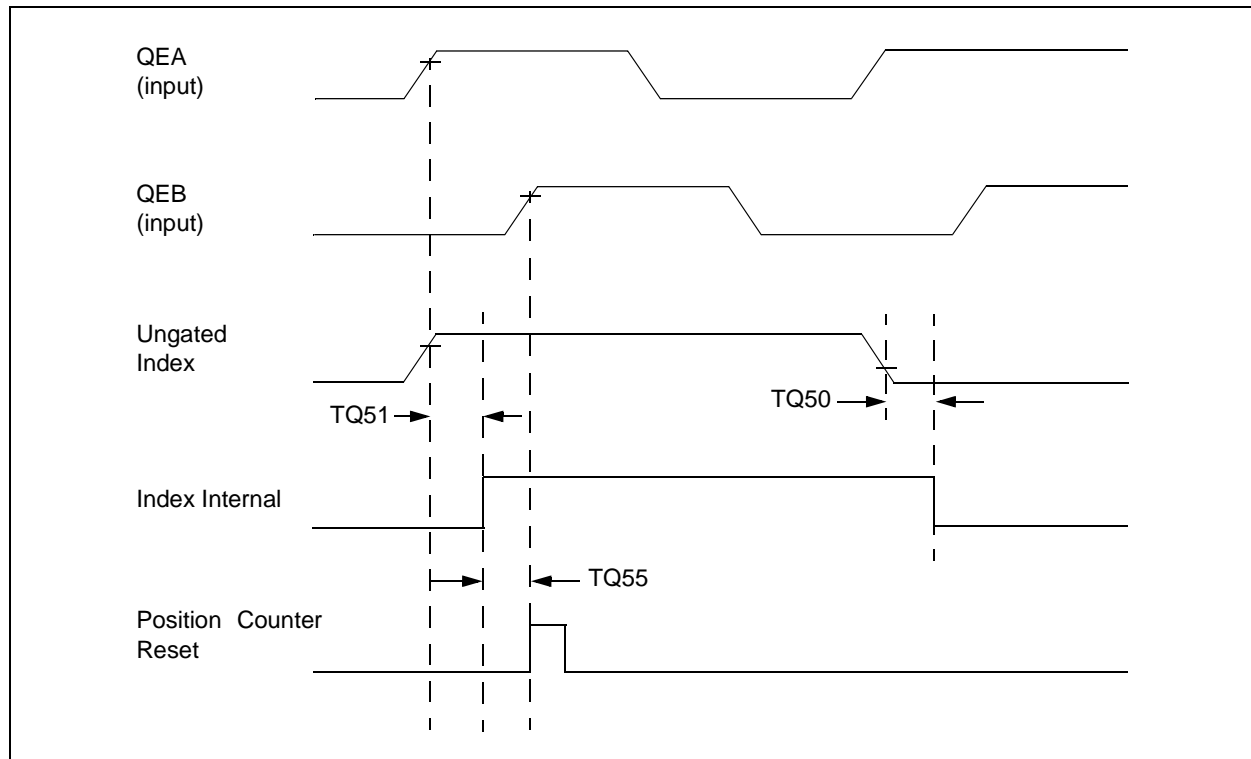 QEA
(input)
QEB
(input)
Ungated
Index
TQ51
TQ50
Index Internal
TQ55
Position Counter
Reset